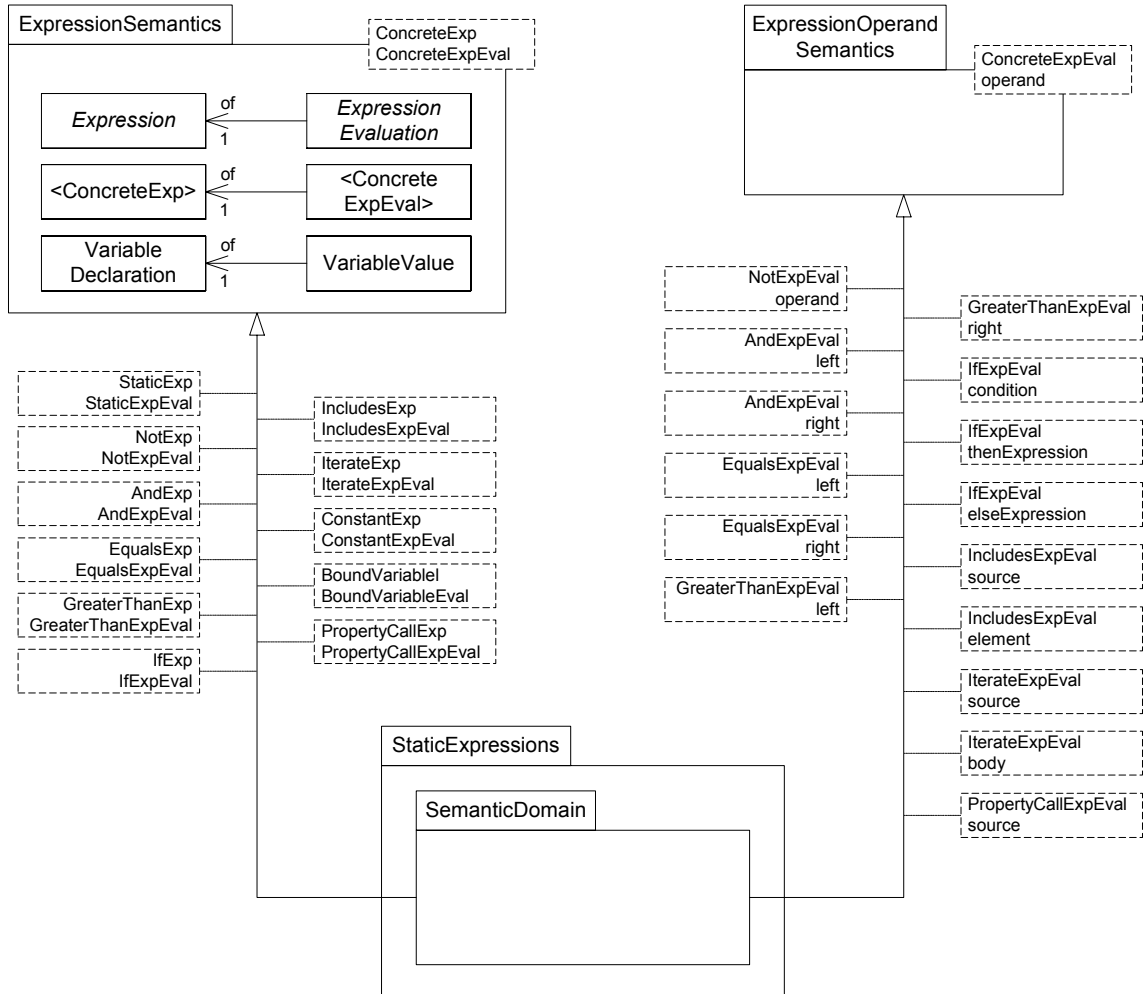 ExpressionSemantics
ConcreteExp
ConcreteExpEval
Expression
of
1
Expression
Evaluation
<ConcreteExp>
of
1
<Concrete
ExpEval>
Variable
Declaration
of
1
VariableValue
StaticExp
StaticExpEval
NotExp
NotExpEval
AndExp
AndExpEval
EqualsExp
EqualsExpEval
GreaterThanExp
GreaterThanExpEval
IfExp
IfExpEval
IncludesExp
IncludesExpEval
IterateExp
IterateExpEval
ConstantExp
ConstantExpEval
BoundVariableI
BoundVariableEval
PropertyCallExp
PropertyCallExpEval
ExpressionOperand
Semantics
ConcreteExpEval
operand
NotExpEval
operand
AndExpEval
left
AndExpEval
right
EqualsExpEval
left
EqualsExpEval
right
GreaterThanExpEval
left
GreaterThanExpEval
right
IfExpEval
condition
IfExpEval
thenExpression
IfExpEval
elseExpression
IncludesExpEval
source
IncludesExpEval
element
IterateExpEval
source
IterateExpEval
body
PropertyCallExpEval
source
StaticExpressions
SemanticDomain